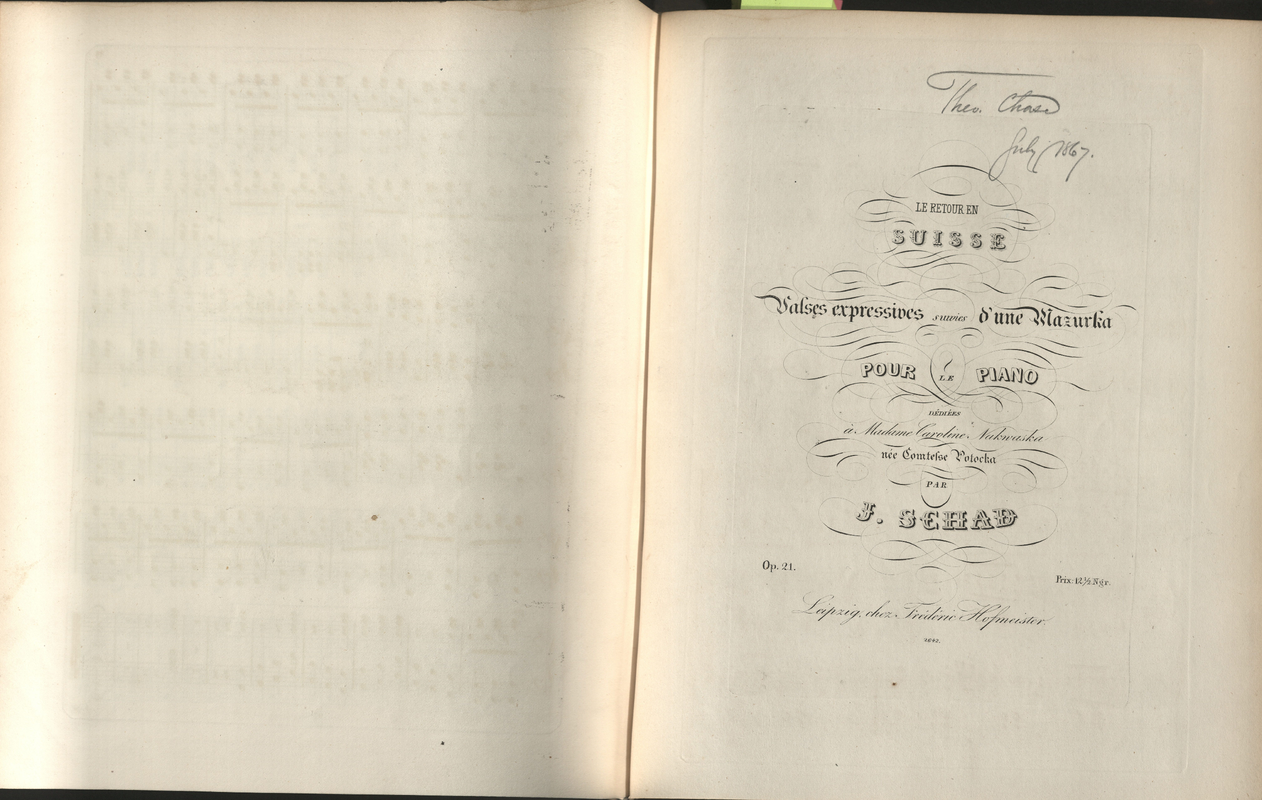 Theo. Chase
July 1867.
LE RETOUR EN
SUISSE
Valses expressives suivies d'une Mazurka
POUR LE PIANO
DÉDIÉES
à Madame Caroline Nakwaska
née Comtesse Potocka
PAR
J. SCHAD
Op. 21.
Prix: 12½ Ngr.
Leipzig, chez Frédéric Hofmeister.